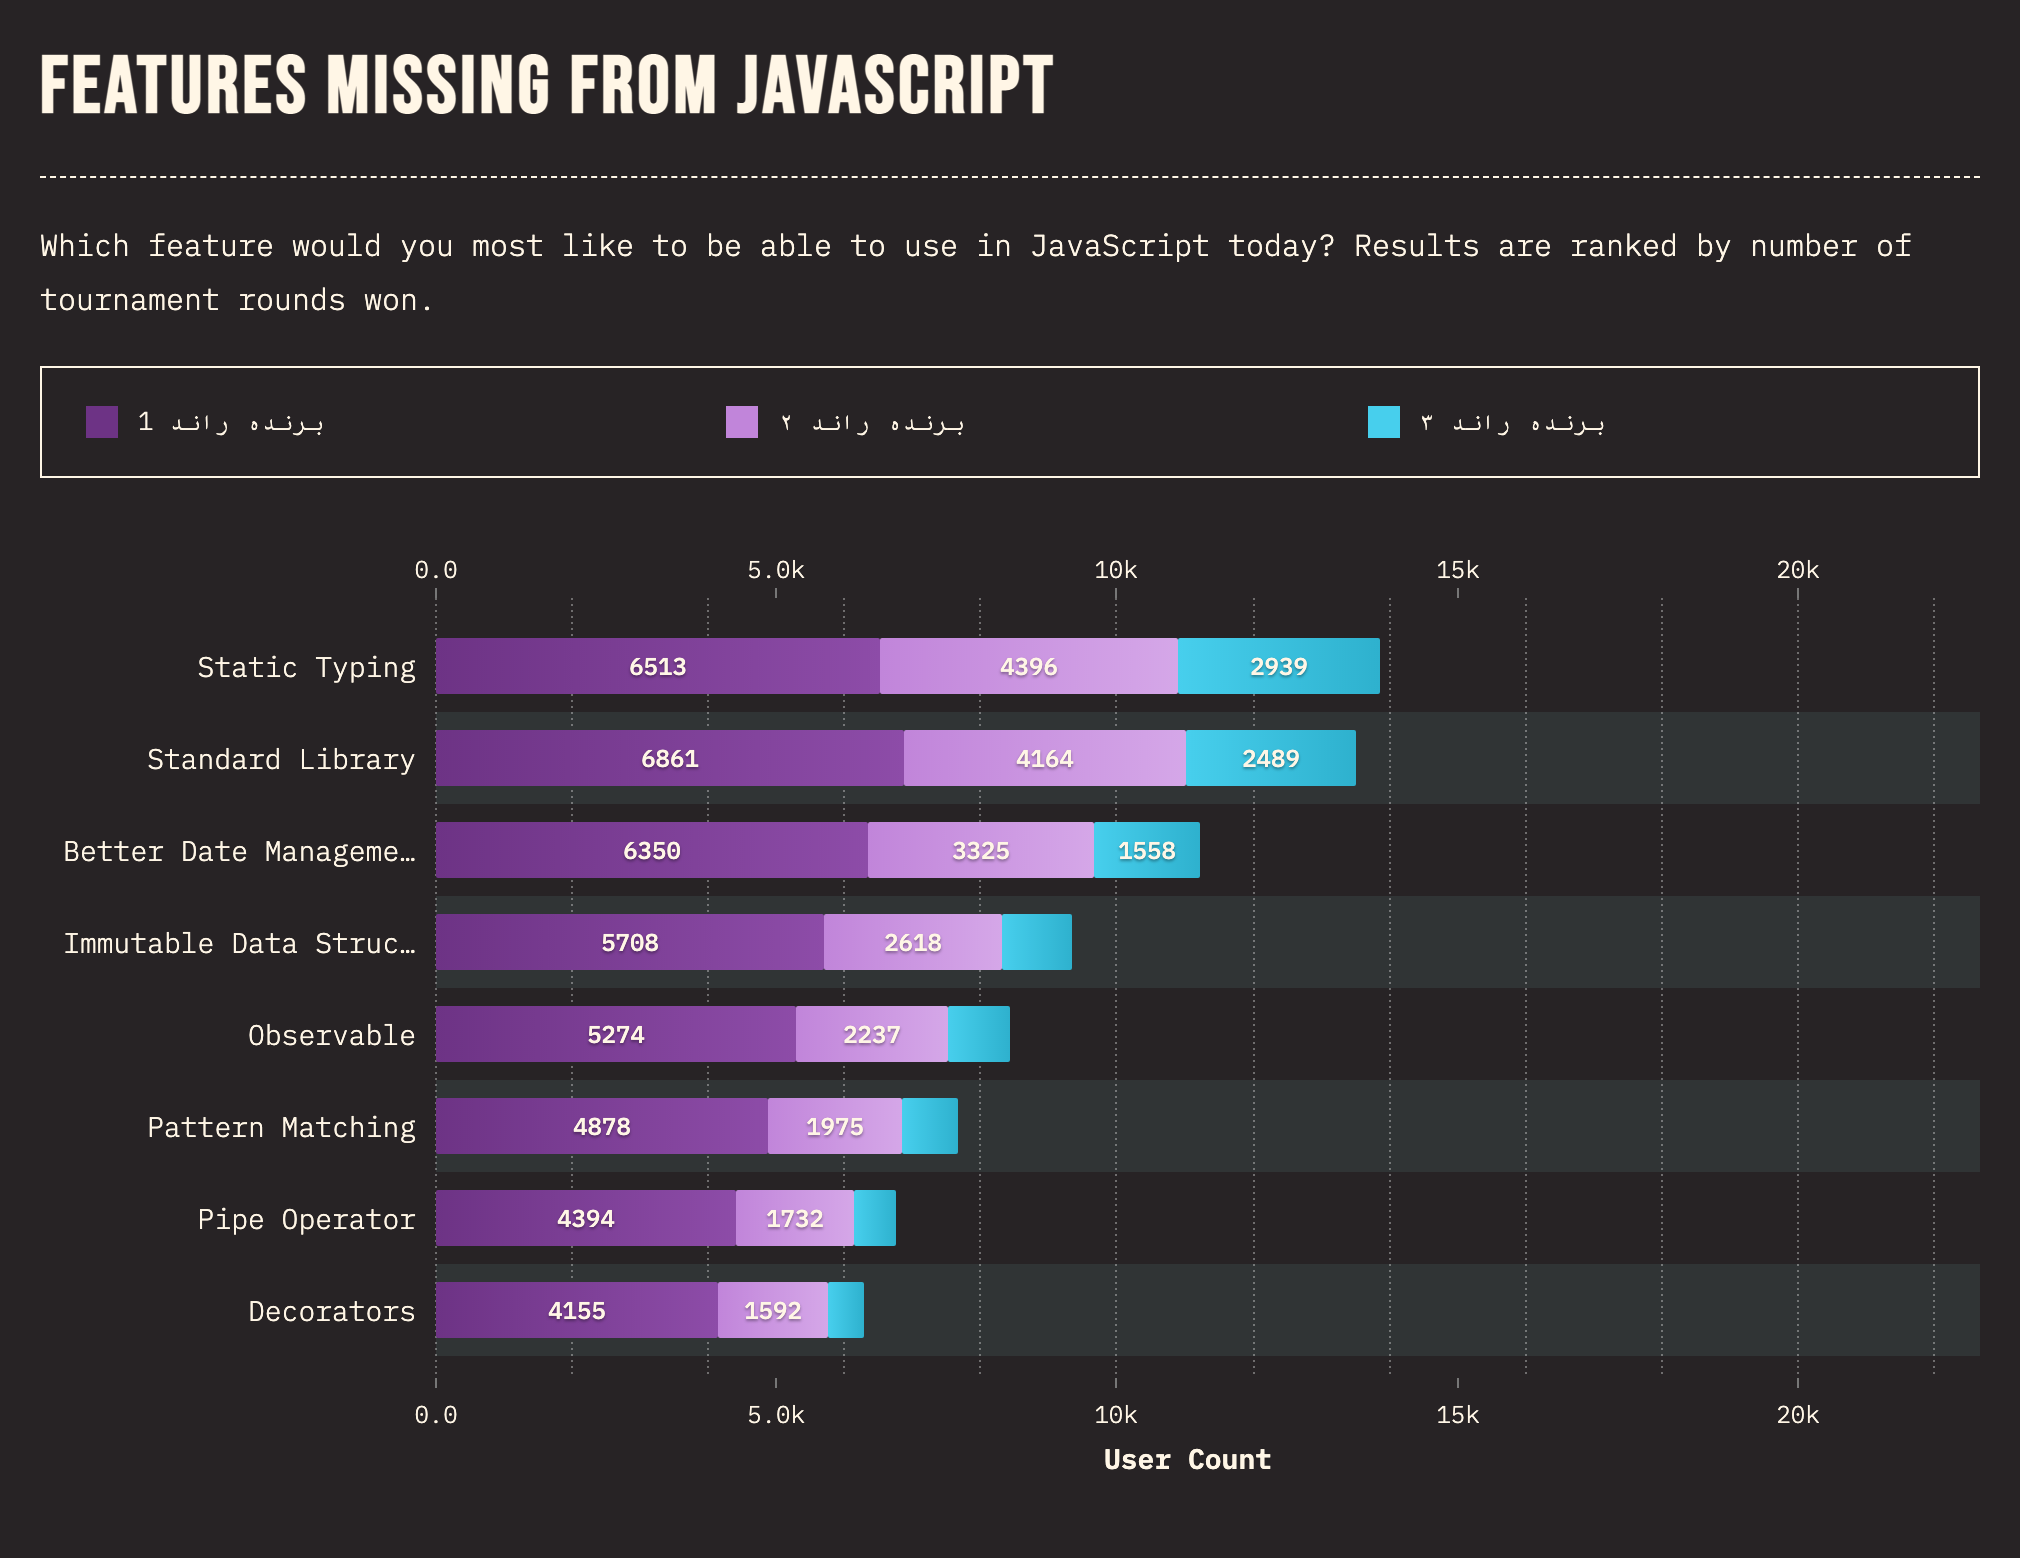 FEATURES MISSING FROM JAVASCRIPT
Which feature would you most like to be able to use in JavaScript today? Results are ranked by number of
tournament rounds won.
برنده راند 1
برنده راند ۲
برنده راند ۳
0.0 5.0k 10k 15k 20k
Static Typing 6513 4396 2939
Standard Library 6861 4164 2489
Better Date Manageme… 6350 3325 1558
Immutable Data Struc… 5708 2618
Observable 5274 2237
Pattern Matching 4878 1975
Pipe Operator 4394 1732
Decorators 4155 1592
0.0 5.0k 10k 15k 20k
User Count